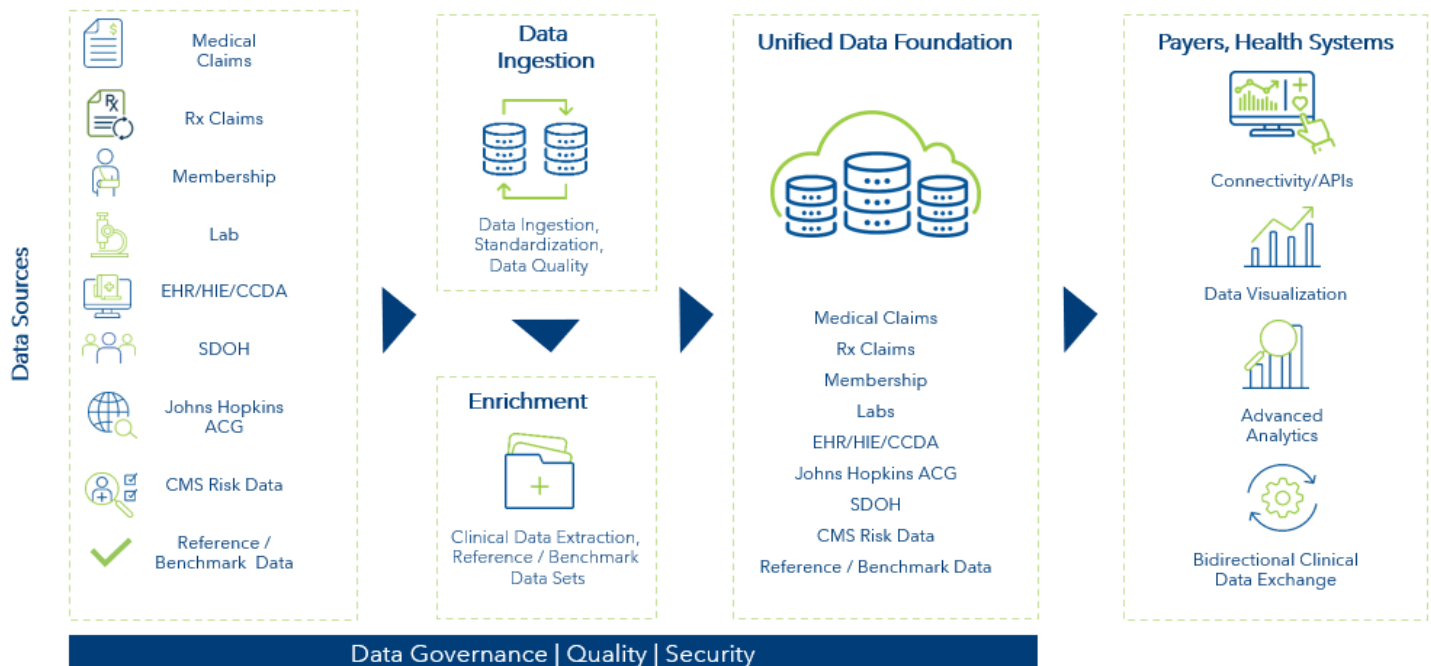 Data Sources
Medical
Claims
Rx
Rx Claims
Membership
Lab
EHR/HIE/CCDA
SDOH
Johns Hopkins
ACG
CMS Risk Data
Reference /
Benchmark Data
Data
Ingestion
Data Ingestion,
Standardization,
Data Quality
Enrichment
Clinical Data Extraction,
Reference / Benchmark
Data Sets
Unified Data Foundation
Medical Claims
Rx Claims
Membership
Labs
EHR/HIE/CCDA
Johns Hopkins ACG
SDOH
CMS Risk Data
Reference / Benchmark Data
Payers, Health Systems
Connectivity/APIs
Data Visualization
Advanced
Analytics
Bidirectional Clinical
Data Exchange
Data Governance | Quality | Security